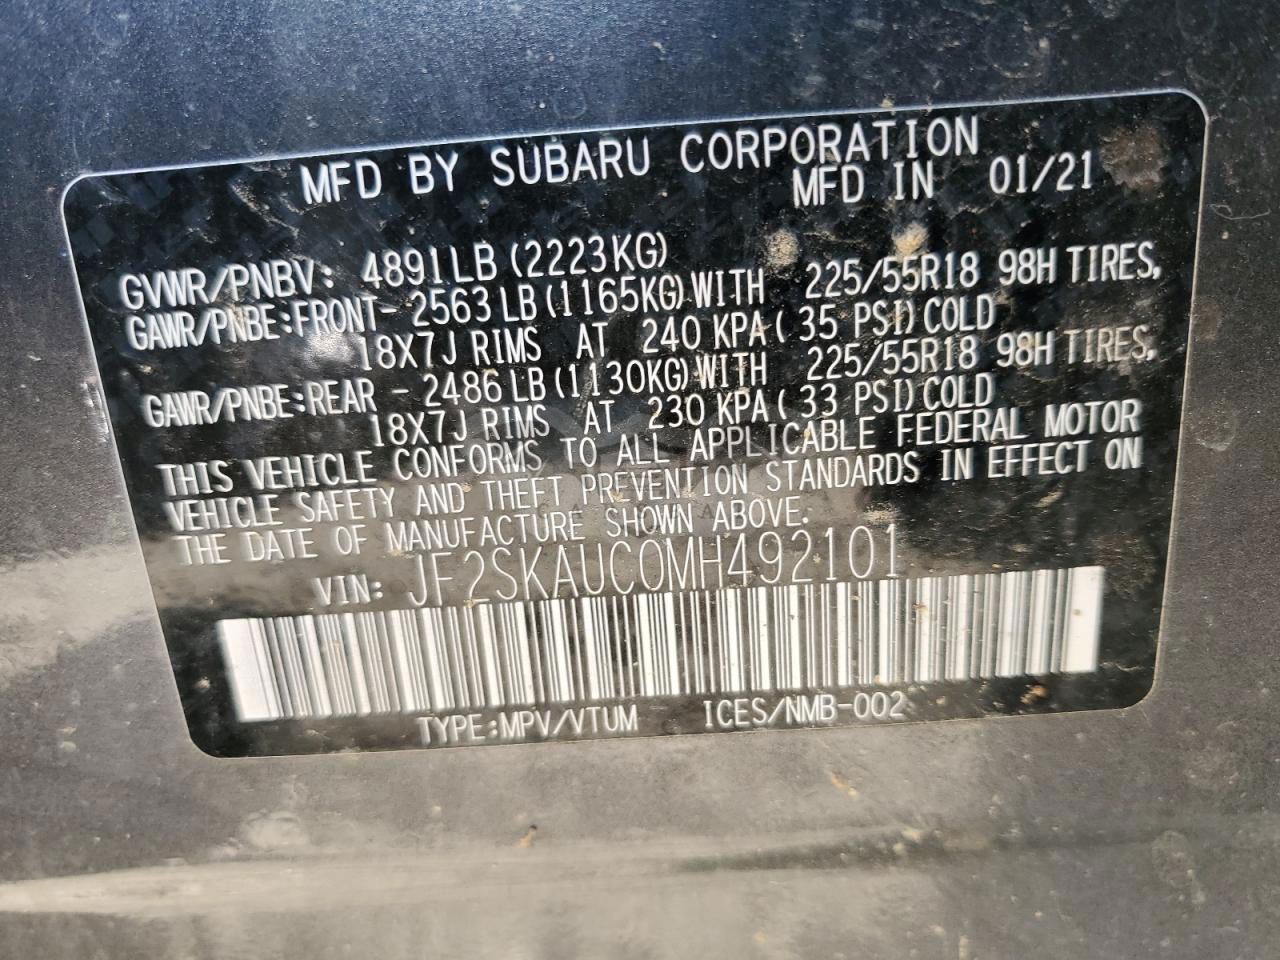 MFD BY SUBARU CORPORATION
MFD IN 01/21
GVWR/PNBV: 4891LB (2223KG)
GAWR/PNBE:FRONT- 2563 LB (1165KG) WITH 225/55R18 98H TIRES,
18X7J RIMS AT 240 KPA ( 35 PSI) COLD
GAWR/PNBE:REAR - 2486 LB (1130KG) WITH 225/55R18 98H TIRES,
18X7J RIMS AT 230 KPA ( 33 PSI) COLD
THIS VEHICLE CONFORMS TO ALL APPLICABLE FEDERAL MOTOR
VEHICLE SAFETY AND THEFT PREVENTION STANDARDS IN EFFECT ON
THE DATE OF MANUFACTURE SHOWN ABOVE.
VIN: JF2SKAUC0MH492101
TYPE:MPV/VTUM ICES/NMB-002